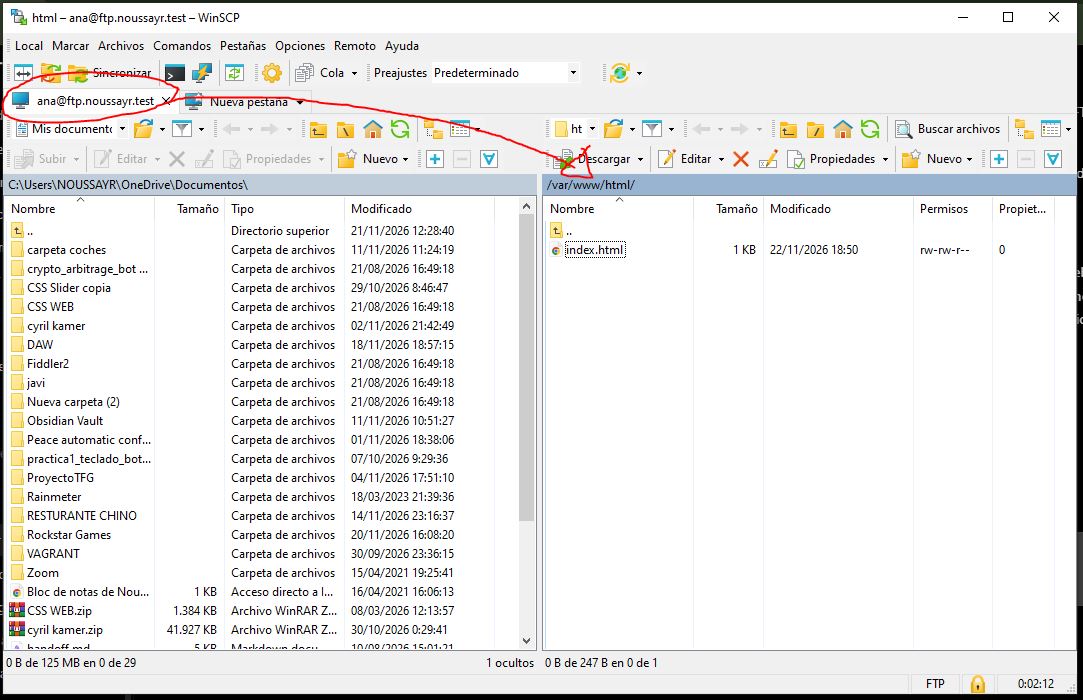 html – ana@ftp.noussayr.test – WinSCP
Local Marcar Archivos Comandos Pestañas Opciones Remoto Ayuda
Sincronizar Cola Preajustes Predeterminado
ana@ftp.noussayr.test Nueva pestaña
Mis documento ht Buscar archivos
Subir Editar Propiedades Nuevo Descargar Editar Propiedades Nuevo
C:\Users\NOUSSAYR\OneDrive\Documentos\ /var/www/html/
Nombre Tamaño Tipo Modificado Nombre Tamaño Modificado Permisos Propiet...
.. Directorio superior 21/11/2026 12:28:40 ..
carpeta coches Carpeta de archivos 11/11/2026 11:24:19 index.html 1 KB 22/11/2026 18:50 rw-rw-r-- 0
crypto_arbitrage_bot ... Carpeta de archivos 21/08/2026 16:49:18
CSS Slider copia Carpeta de archivos 29/10/2026 8:46:47
CSS WEB Carpeta de archivos 21/08/2026 16:49:18
cyril kamer Carpeta de archivos 02/11/2026 21:42:49
DAW Carpeta de archivos 18/11/2026 18:57:15
Fiddler2 Carpeta de archivos 21/08/2026 16:49:18
javi Carpeta de archivos 21/08/2026 16:49:18
Nueva carpeta (2) Carpeta de archivos 21/08/2026 16:49:18
Obsidian Vault Carpeta de archivos 11/11/2026 10:51:27
Peace automatic conf... Carpeta de archivos 01/11/2026 18:38:06
practica1_teclado_bot... Carpeta de archivos 07/10/2026 9:29:36
ProyectoTFG Carpeta de archivos 04/11/2026 17:51:10
Rainmeter Carpeta de archivos 18/03/2023 21:39:36
RESTURANTE CHINO Carpeta de archivos 14/11/2026 23:16:37
Rockstar Games Carpeta de archivos 20/11/2026 16:08:20
VAGRANT Carpeta de archivos 30/09/2026 23:36:15
Zoom Carpeta de archivos 15/04/2021 19:25:41
Bloc de notas de Nou... 1 KB Acceso directo a I... 16/04/2021 16:06:13
CSS WEB.zip 1.384 KB Archivo WinRAR Z... 08/03/2026 12:13:57
cyril kamer.zip 41.927 KB Archivo WinRAR Z... 30/10/2026 0:29:41
handoff.md 5 KB Markdown docu... 10/08/2026 15:01:21
0 B de 125 MB en 0 de 29 1 ocultos 0 B de 247 B en 0 de 1
FTP 0:02:12